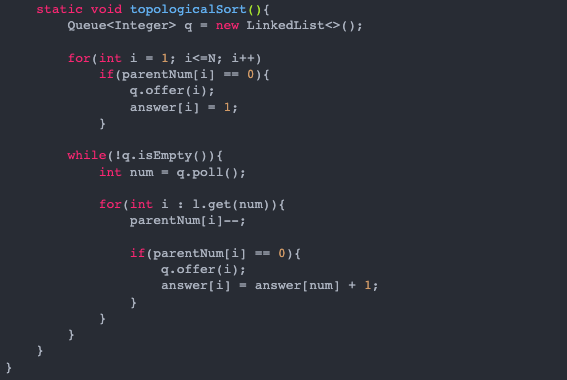 static void topologicalSort(){
Queue<Integer> q = new LinkedList<>();
for(int i = 1; i<=N; i++)
if(parentNum[i] == 0){
q.offer(i);
answer[i] = 1;
}
while(!q.isEmpty()){
int num = q.poll();
for(int i : l.get(num)){
parentNum[i]--;
if(parentNum[i] == 0){
q.offer(i);
answer[i] = answer[num] + 1;
}
}
}
}
}